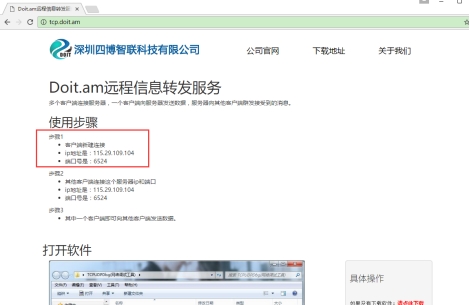 Doit.am远程信息转发服
tcp.doit.am
DOIT 深圳四博智联科技有限公司
公司官网 下载地址 关于我们
Doit.am远程信息转发服务
多个客户端连接服务器，一个客户端向服务器发送数据，服务器向其他客户端群发接受到的消息。
使用步骤
步骤1
客户端新建连接
ip地址是：115.29.109.104
端口号是：6524
步骤2
其他客户端连接这个服务器ip和端口
ip地址是：115.29.109.104
端口号是：6524
步骤3
其中一个客户端即可向其他客户端发送数据。
打开软件
具体操作